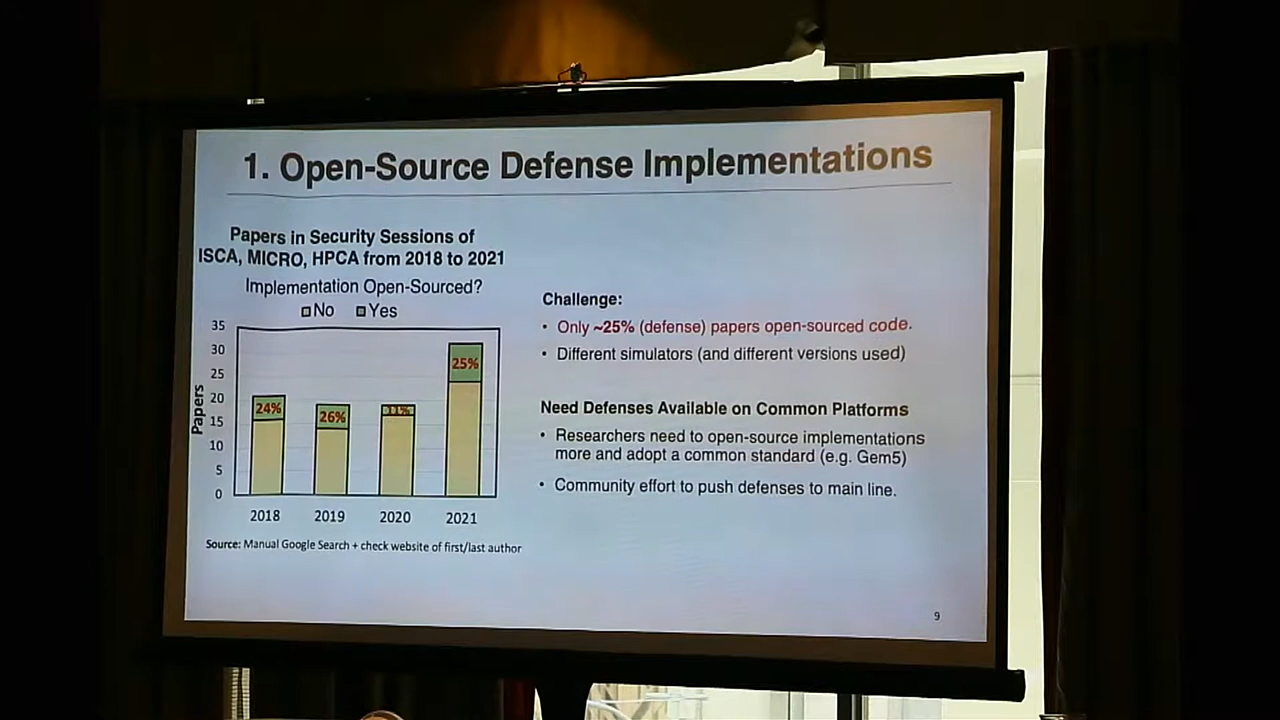 1. Open-Source Defense Implementations
Papers in Security Sessions of
ISCA, MICRO, HPCA from 2018 to 2021
Implementation Open-Sourced?
No Yes
35
30
25
20
15
10
5
0
Papers
24%
26%
11%
25%
2018 2019 2020 2021
Source: Manual Google Search + check website of first/last author
Challenge:
• Only ~25% (defense) papers open-sourced code.
• Different simulators (and different versions used)
Need Defenses Available on Common Platforms
• Researchers need to open-source implementations
more and adopt a common standard (e.g. Gem5)
• Community effort to push defenses to main line.
9